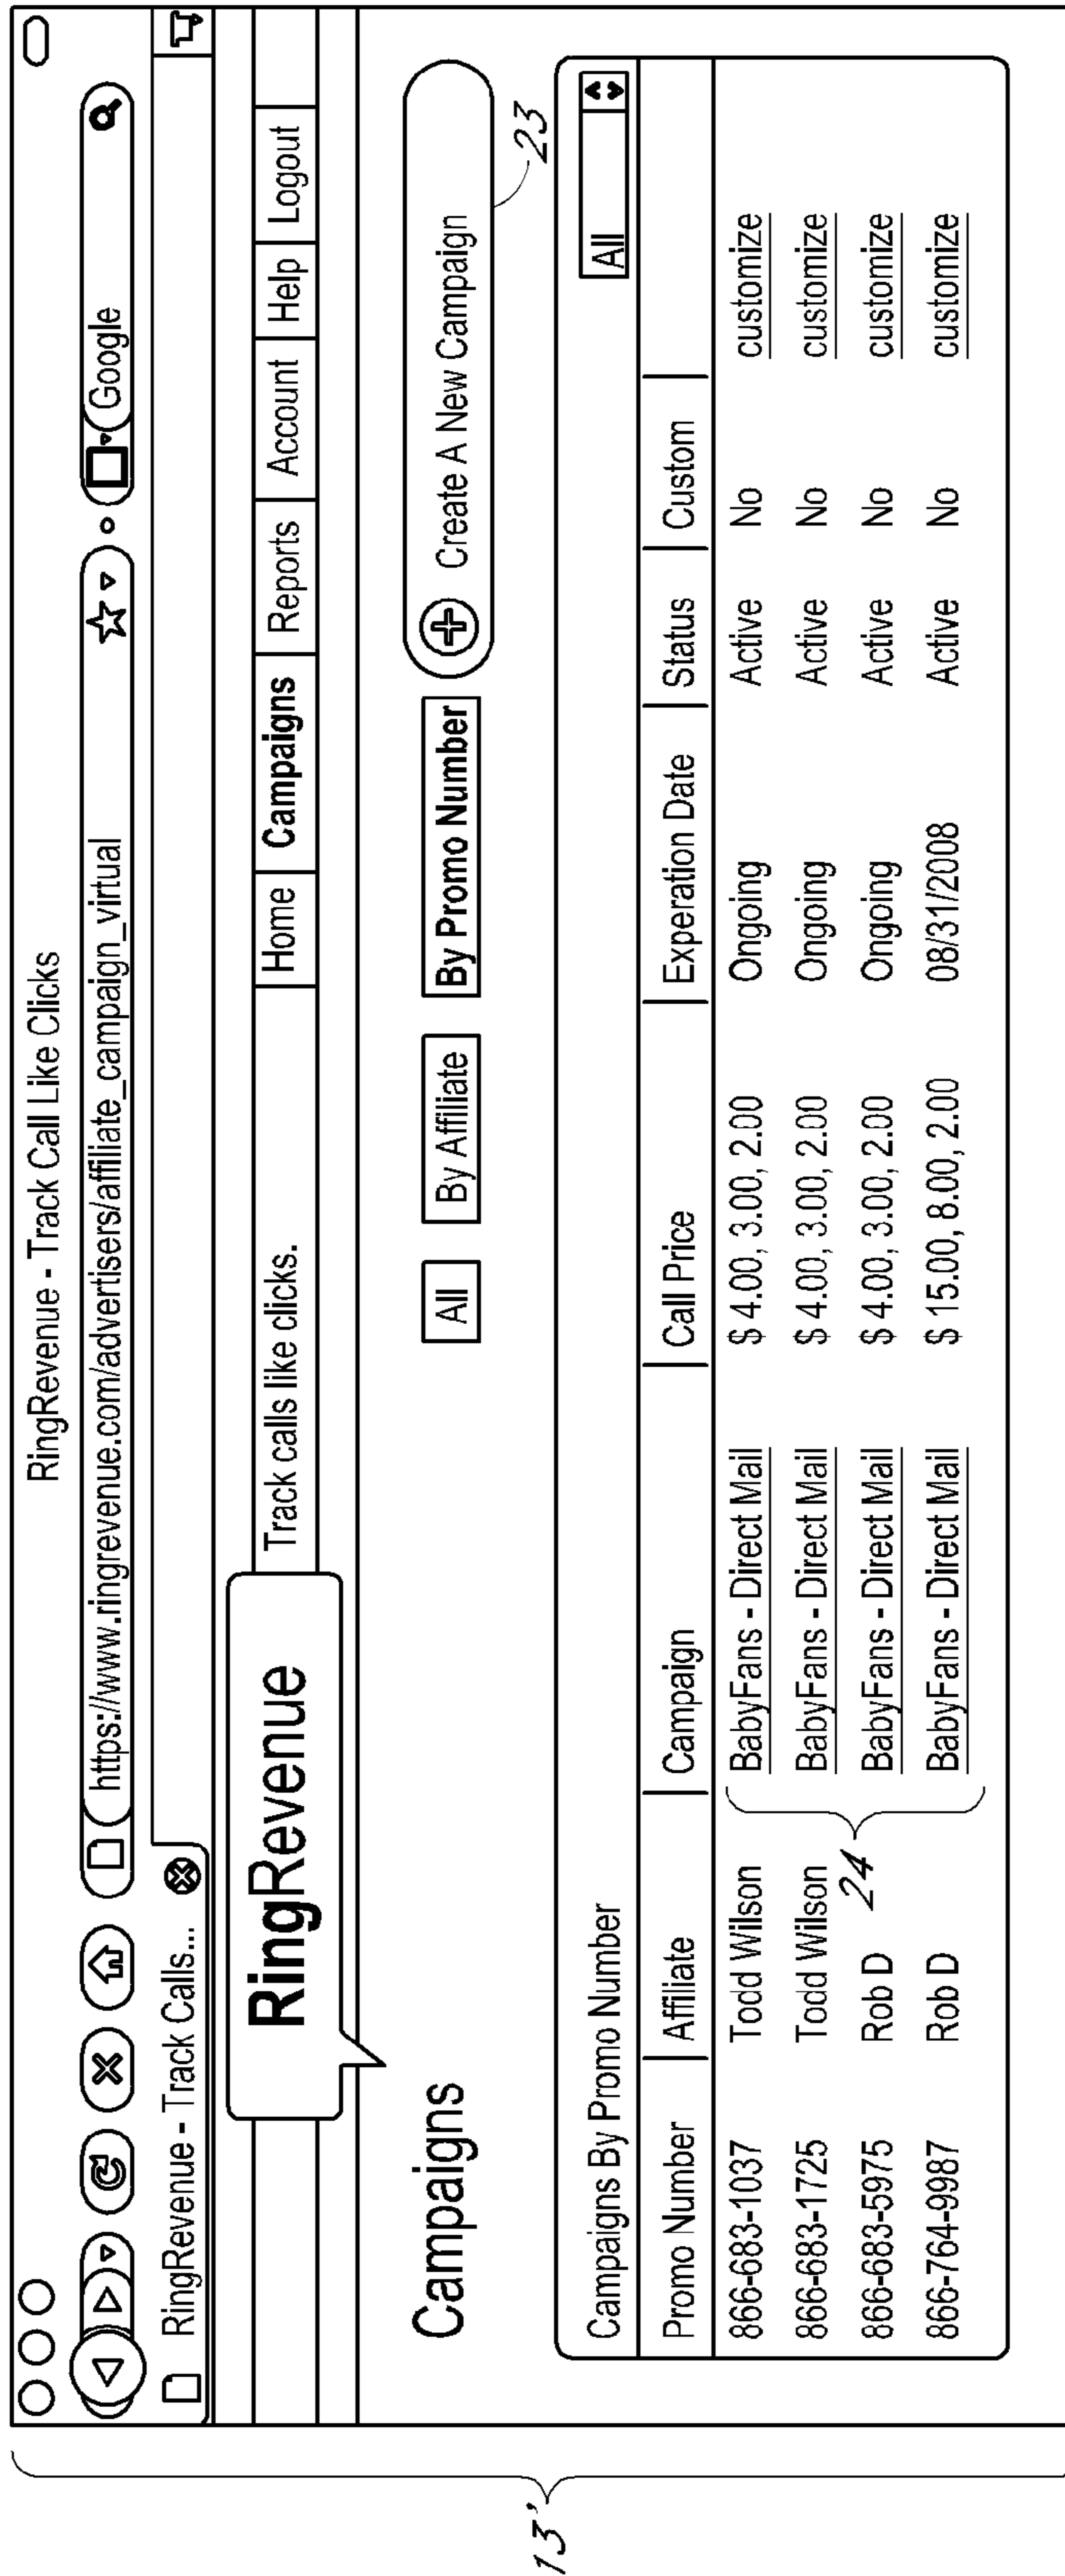 RingRevenue - Track Call Like Clicks
https://www.ringrevenue.com/advertisers/affiliate_campaign_virtual
Google
RingRevenue - Track Calls...
RingRevenue
Track calls like clicks.
Home Campaigns Reports Account Help Logout
Campaigns
All By Affiliate By Promo Number Create A New Campaign
23
Campaigns By Promo Number All
Promo Number Affiliate Campaign Call Price Experation Date Status Custom
866-683-1037 Todd Wilson BabyFans - Direct Mail $ 4.00, 3.00, 2.00 Ongoing Active No customize
866-683-1725 Todd Wilson BabyFans - Direct Mail $ 4.00, 3.00, 2.00 Ongoing Active No customize
24
866-683-5975 Rob D BabyFans - Direct Mail $ 4.00, 3.00, 2.00 Ongoing Active No customize
866-764-9987 Rob D BabyFans - Direct Mail $ 15.00, 8.00, 2.00 08/31/2008 Active No customize
13'